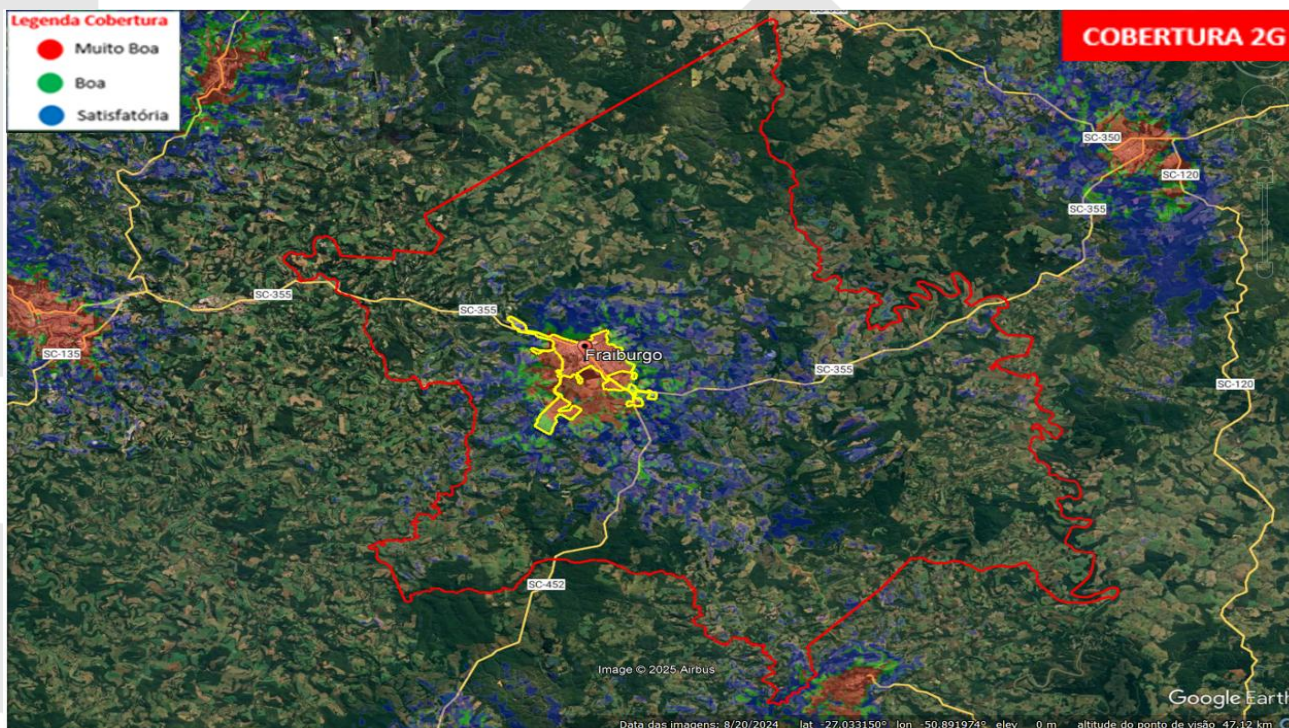 Legenda Cobertura
Muito Boa
Boa
Satisfatória
COBERTURA 2G
SC-350
SC-120
SC-355
SC-355
SC-355
SC-135
Fraiburgo
SC-355
SC-120
SC-452
Image © 2025 Airbus
Google Earth
Data das imagens: 8/20/2024 lat -27.033150° lon -50.891974° elev 0 m altitude do ponto de visão 47.12 km